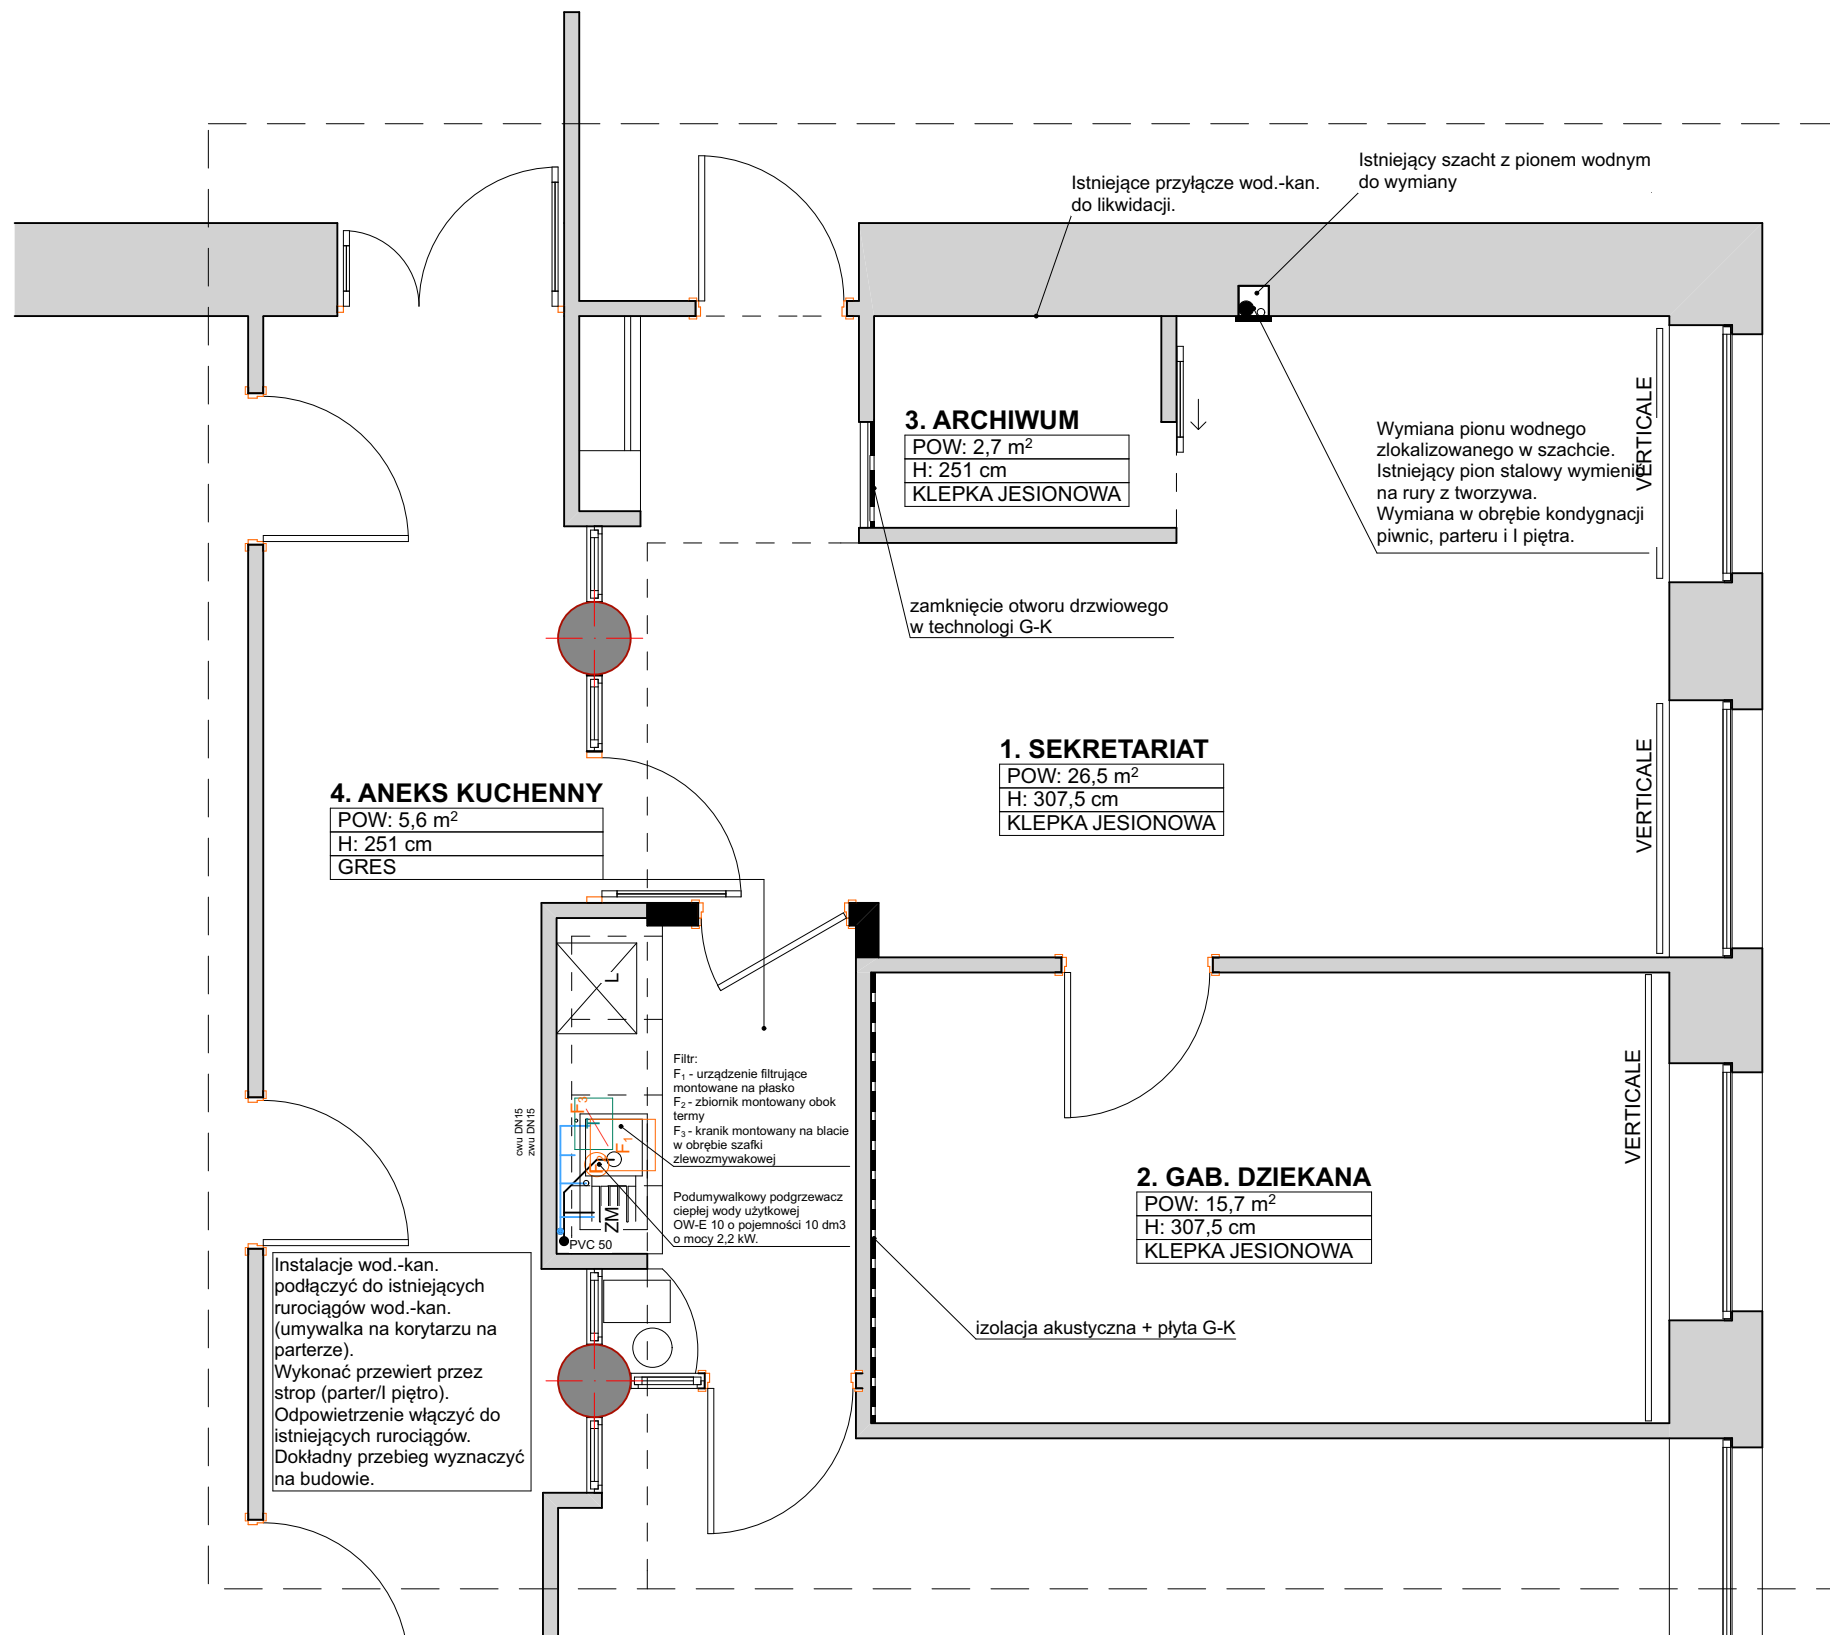 Istniejący szacht z pionem wodnym
do wymiany
Istniejące przyłącze wod.-kan.
do likwidacji.
3. ARCHIWUM
POW: 2,7 m²
H: 251 cm
KLEPKA JESIONOWA
VERTICALE
Wymiana pionu wodnego
zlokalizowanego w szachcie.
Istniejący pion stalowy wymienić
na rury z tworzywa.
Wymiana w obrębie kondygnacji
piwnic, parteru i I piętra.
zamknięcie otworu drzwiowego
w technologi G-K
1. SEKRETARIAT
POW: 26,5 m²
H: 307,5 cm
KLEPKA JESIONOWA
VERTICALE
4. ANEKS KUCHENNY
POW: 5,6 m²
H: 251 cm
GRES
L
Filtr:
F₁ - urządzenie filtrujące
montowane na płasko
F₂ - zbiornik montowany obok
termy
F₃ - kranik montowany na blacie
w obrębie szafki
zlewozmywakowej
cwu DN15
zwu DN15
F₃
F₁
ZM
PVC 50
Podumywalkowy podgrzewacz
ciepłej wody użytkowej
OW-E 10 o pojemności 10 dm3
o mocy 2,2 kW.
VERTICALE
2. GAB. DZIEKANA
POW: 15,7 m²
H: 307,5 cm
KLEPKA JESIONOWA
izolacja akustyczna + płyta G-K
Instalacje wod.-kan.
podłączyć do istniejących
rurociągów wod.-kan.
(umywalka na korytarzu na
parterze).
Wykonać przewiert przez
strop (parter/I piętro).
Odpowietrzenie włączyć do
istniejących rurociągów.
Dokładny przebieg wyznaczyć
na budowie.